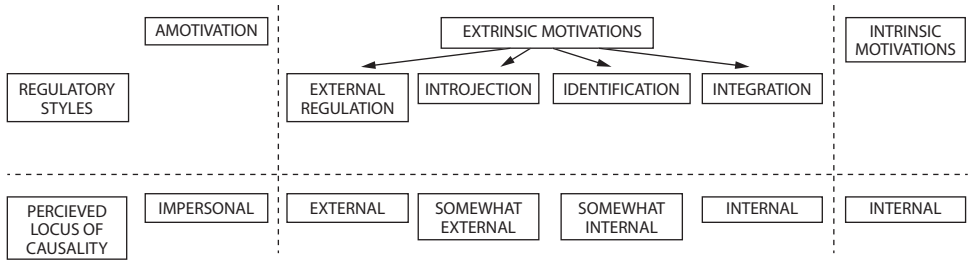 AMOTIVATION
EXTRINSIC MOTIVATIONS
INTRINSIC
MOTIVATIONS
REGULATORY
STYLES
EXTERNAL
REGULATION
INTROJECTION
IDENTIFICATION
INTEGRATION
PERCIEVED
LOCUS OF
CAUSALITY
IMPERSONAL
EXTERNAL
SOMEWHAT
EXTERNAL
SOMEWHAT
INTERNAL
INTERNAL
INTERNAL